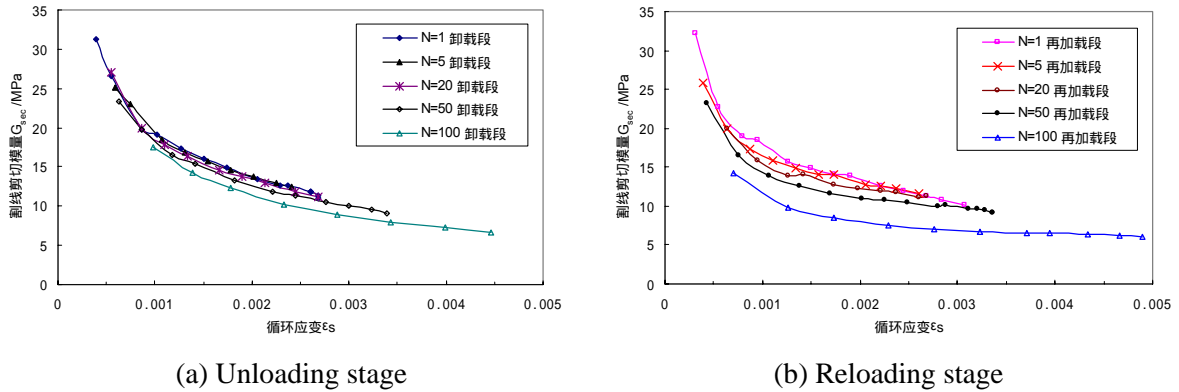 35
30
25
20
15
10
5
0
0
0.001
0.002
0.003
0.004
0.005
割线剪切模量Gsec /MPa
循环应变εs
N=1 卸载段
N=5 卸载段
N=20 卸载段
N=50 卸载段
N=100 卸载段
(a) Unloading stage
35
30
25
20
15
10
5
0
0
0.001
0.002
0.003
0.004
0.005
割线剪切模量Gsec /MPa
循环应变εs
N=1 再加载段
N=5 再加载段
N=20 再加载段
N=50 再加载段
N=100 再加载段
(b) Reloading stage